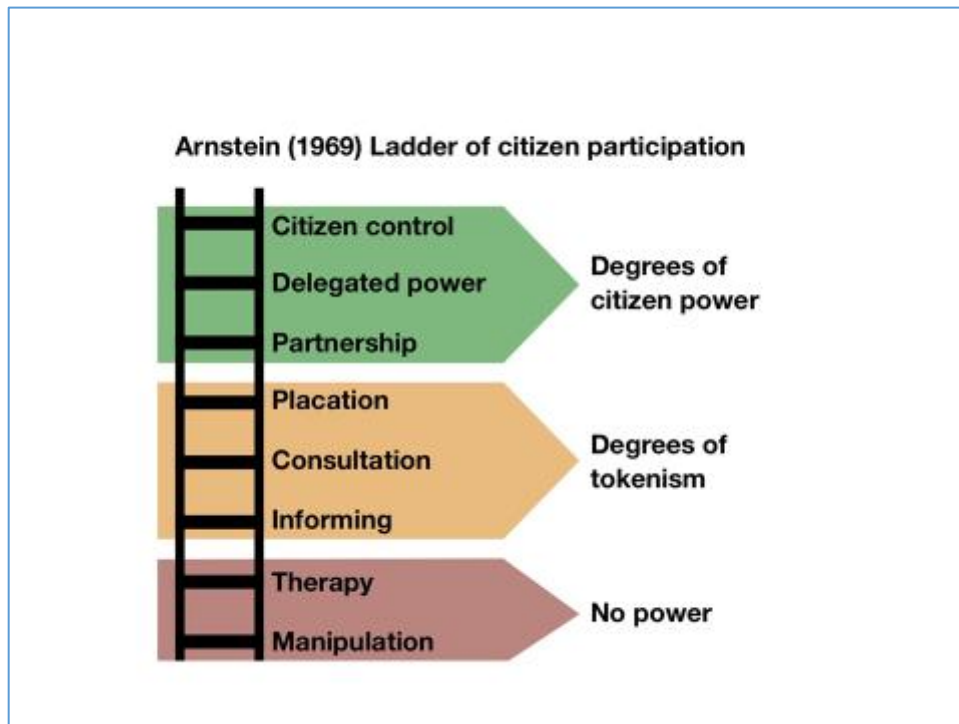 Arnstein (1969) Ladder of citizen participation
Citizen control
Delegated power
Partnership
Degrees of
citizen power
Placation
Consultation
Informing
Degrees of
tokenism
Therapy
Manipulation
No power